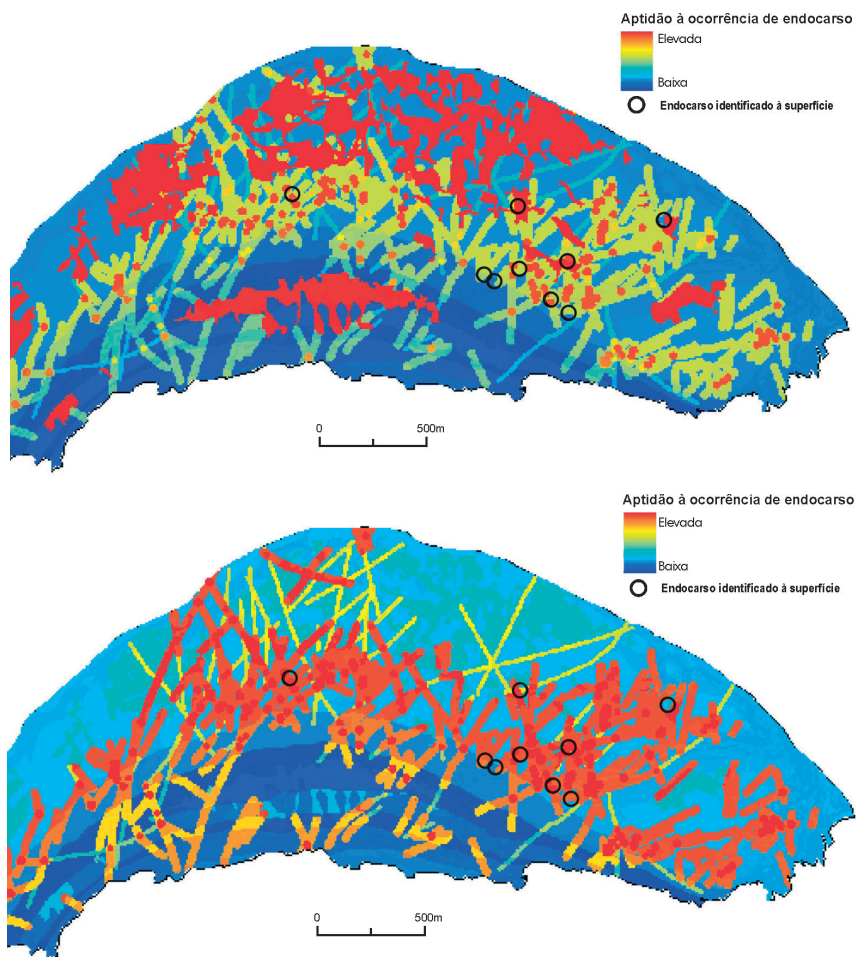 Aptidão à ocorrência de endocarso
Elevada
Baixa
Endocarso identificado à superfície
0 500m
Aptidão à ocorrência de endocarso
Elevada
Baixa
Endocarso identificado à superfície
0 500m